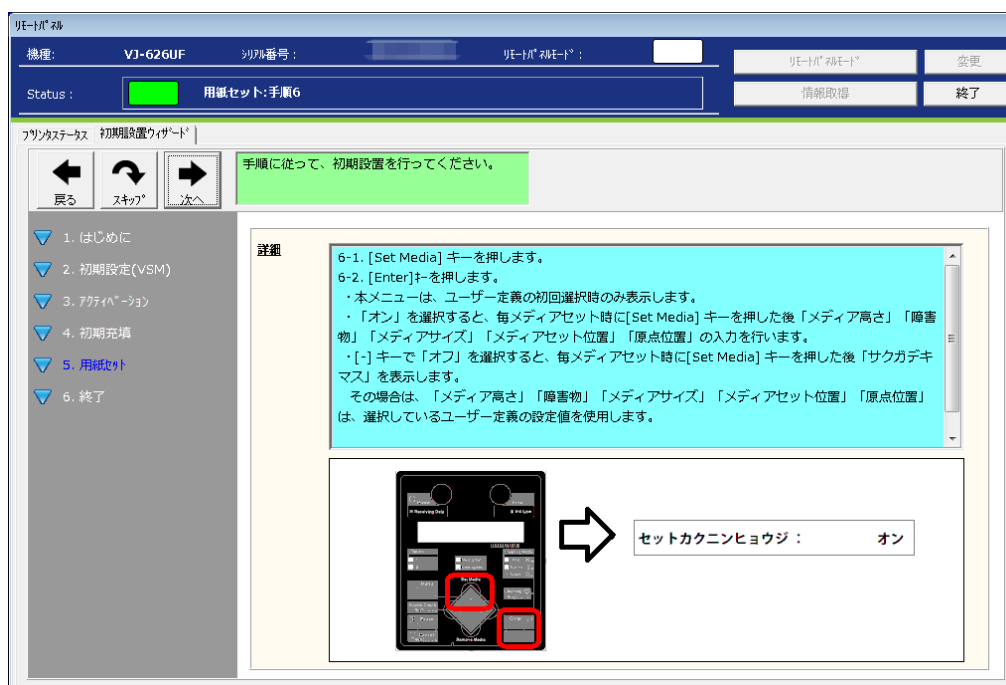 リモートパネル
機種: VJ-626UF シリアル番号: リモートパネルモード:
リモートパネルモード 変更
Status: 用紙セット:手順6
情報取得 終了
プリンタステータス 初期設置ウィザード
戻る スキップ 次へ
手順に従って、初期設置を行ってください。
1. はじめに
2. 初期設定(VSM)
3. アクティベーション
4. 初期充填
5. 用紙セット
6. 終了
詳細
6-1. [Set Media] キーを押します。
6-2. [Enter]キーを押します。
・本メニューは、ユーザー定義の初回選択時のみ表示します。
・「オン」を選択すると、毎メディアセット時に[Set Media] キーを押した後「メディア高さ」「障害
物」「メディアサイズ」「メディアセット位置」「原点位置」の入力を行います。
・[-] キーで「オフ」を選択すると、毎メディアセット時に[Set Media] キーを押した後「サクガデキ
マス」を表示します。
その場合は、「メディア高さ」「障害物」「メディアサイズ」「メディアセット位置」「原点位置」
は、選択しているユーザー定義の設定値を使用します。
Receiving Data
Set Media
Remove Media
セットカクニンヒョウジ: オン